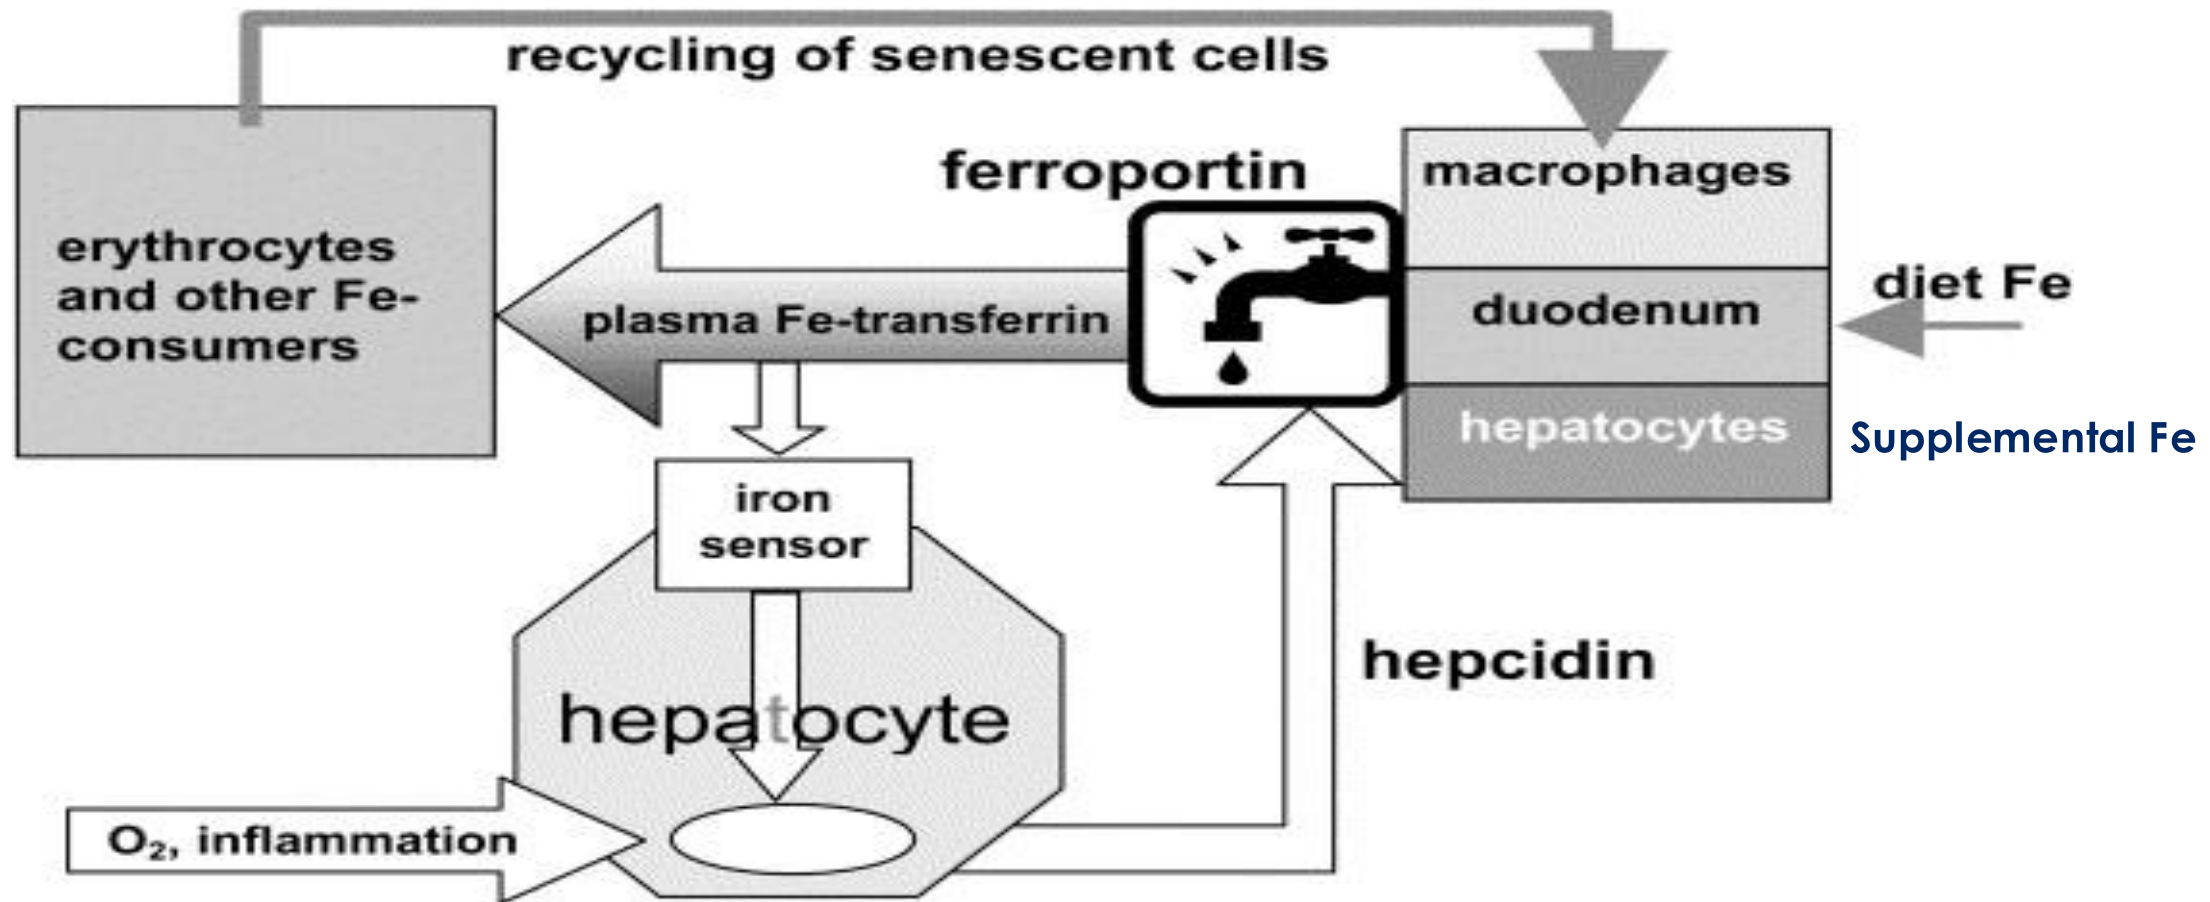 recycling of senescent cells
ferroportin
macrophages
erythrocytes
and other Fe-
consumers
plasma Fe-transferrin
duodenum
diet Fe
hepatocytes
Supplemental Fe
iron
sensor
hepatocyte
hepcidin
O₂, inflammation